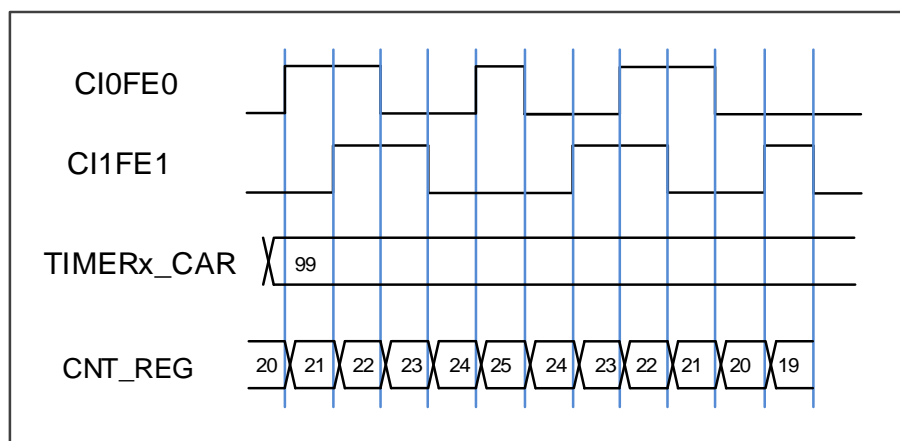 CI0FE0
CI1FE1
TIMERx_CAR 99
CNT_REG 20 21 22 23 24 25 24 23 22 21 20 19